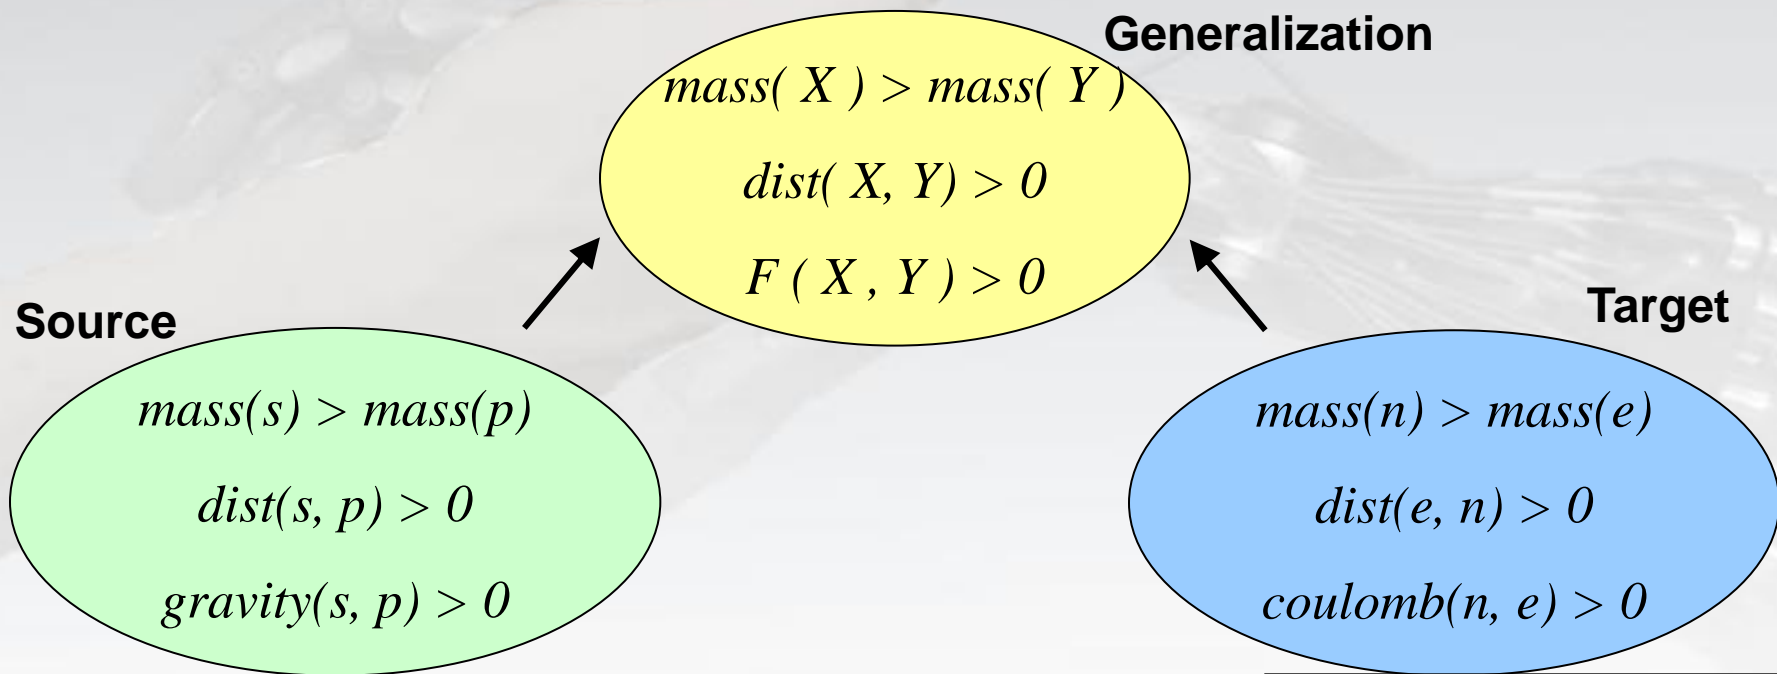 Generalization
mass( X ) > mass( Y )
dist( X, Y) > 0
F ( X , Y ) > 0
Source
mass(s) > mass(p)
dist(s, p) > 0
gravity(s, p) > 0
Target
mass(n) > mass(e)
dist(e, n) > 0
coulomb(n, e) > 0